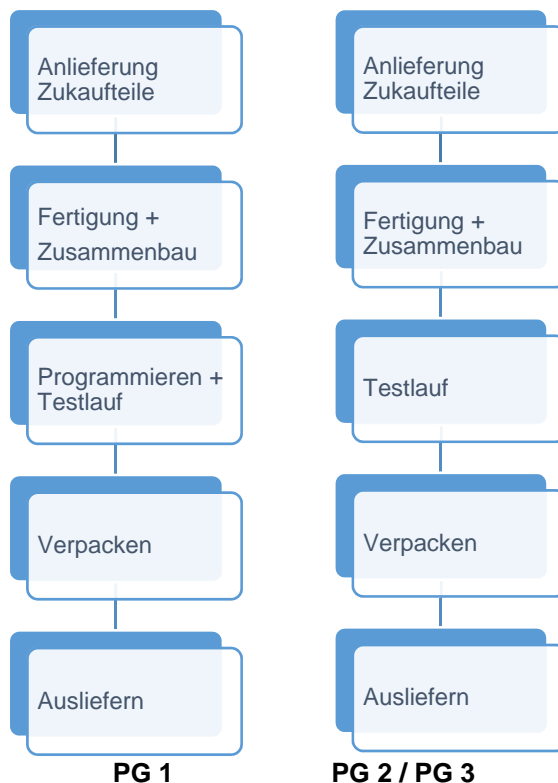 Anlieferung
Zukaufteile
Fertigung +
Zusammenbau
Programmieren +
Testlauf
Verpacken
Ausliefern
PG 1
Anlieferung
Zukaufteile
Fertigung +
Zusammenbau
Testlauf
Verpacken
Ausliefern
PG 2 / PG 3